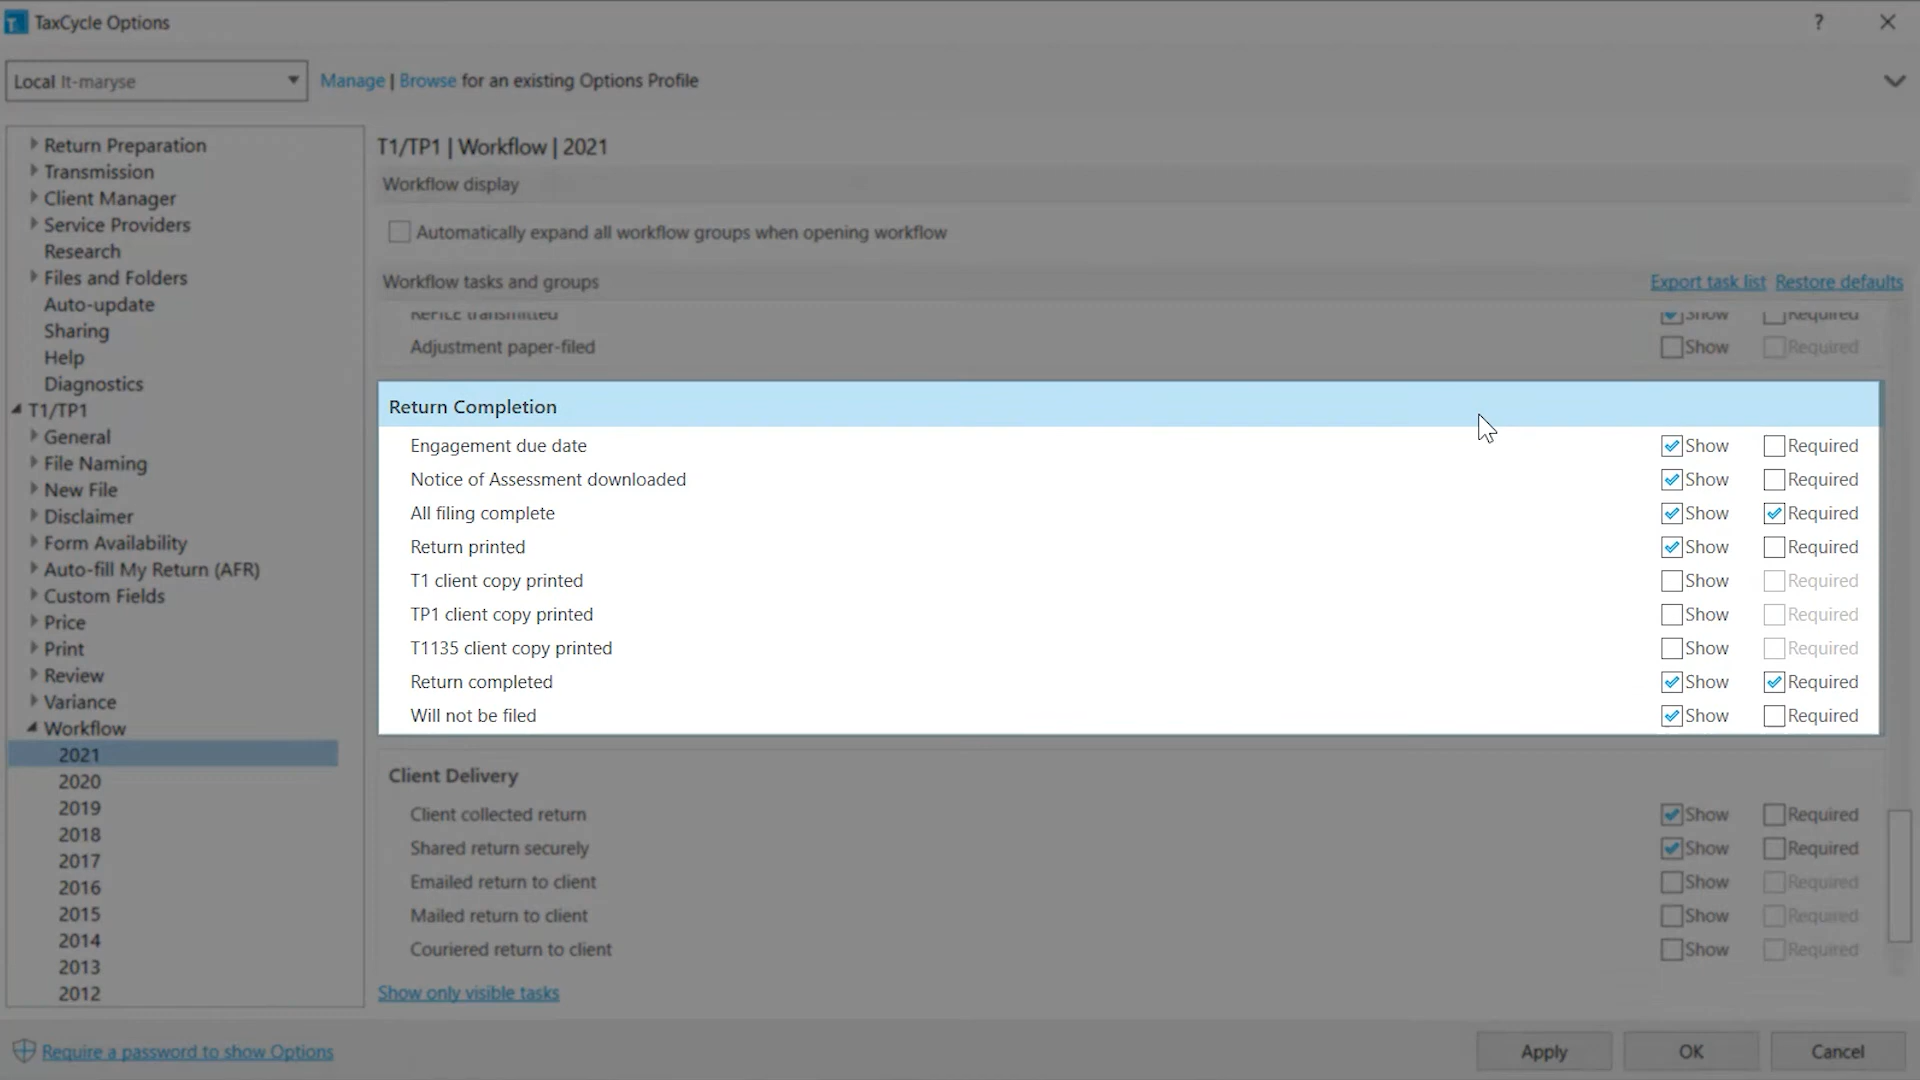 TaxCycle Options
?
Local lt-maryse
Manage | Browse for an existing Options Profile
Return Preparation
Transmission
Client Manager
Service Providers
Research
Files and Folders
Auto-update
Sharing
Help
Diagnostics
T1/TP1
General
File Naming
New File
Disclaimer
Form Availability
Auto-fill My Return (AFR)
Custom Fields
Price
Print
Review
Variance
Workflow
2021
2020
2019
2018
2017
2016
2015
2014
2013
2012
T1/TP1 | Workflow | 2021
Workflow display
Automatically expand all workflow groups when opening workflow
Workflow tasks and groups Export task list Restore defaults
ReFILE transmitted Show Required
Adjustment paper-filed Show Required
Return Completion
Engagement due date Show Required
Notice of Assessment downloaded Show Required
All filing complete Show Required
Return printed Show Required
T1 client copy printed Show Required
TP1 client copy printed Show Required
T1135 client copy printed Show Required
Return completed Show Required
Will not be filed Show Required
Client Delivery
Client collected return Show Required
Shared return securely Show Required
Emailed return to client Show Required
Mailed return to client Show Required
Couriered return to client Show Required
Show only visible tasks
Require a password to show Options
Apply
OK
Cancel